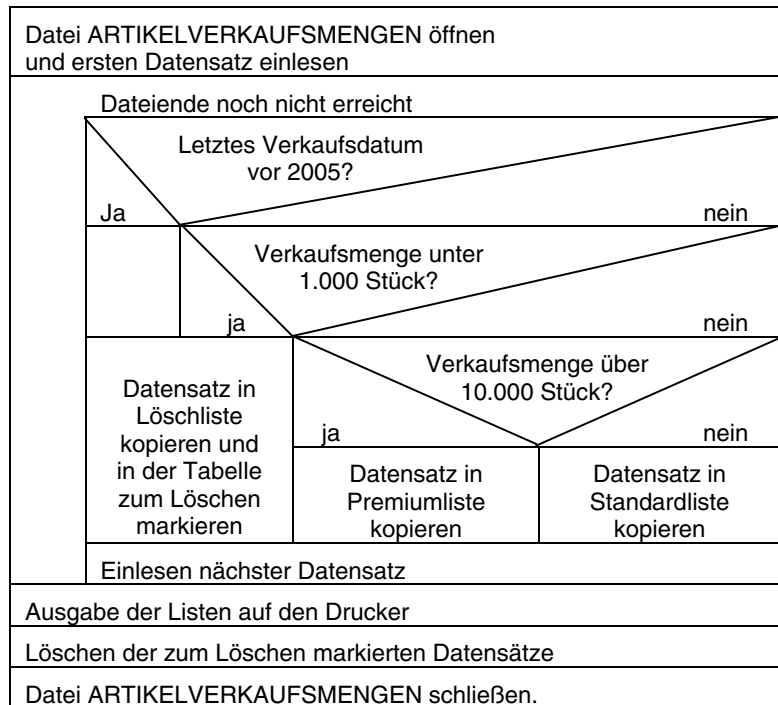 Datei ARTIKELVERKAUFSMENGEN öffnen
und ersten Datensatz einlesen
Dateiende noch nicht erreicht
Letztes Verkaufsdatum
vor 2005?
Ja
nein
Verkaufsmenge unter
1.000 Stück?
ja
nein
Verkaufsmenge über
10.000 Stück?
ja
nein
Datensatz in
Löschliste
kopieren und
in der Tabelle
zum Löschen
markieren
Datensatz in
Premiumliste
kopieren
Datensatz in
Standardliste
kopieren
Einlesen nächster Datensatz
Ausgabe der Listen auf den Drucker
Löschen der zum Löschen markierten Datensätze
Datei ARTIKELVERKAUFSMENGEN schließen.